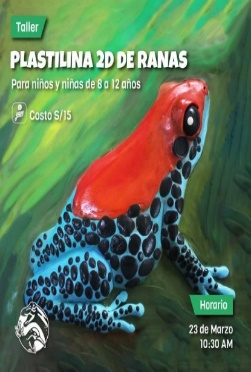 Taller
PLASTILINA 2D DE RANAS
Para niños y niñas de 8 a 12 años
Costo S/15
Horario
23 de Marzo
10:30 AM